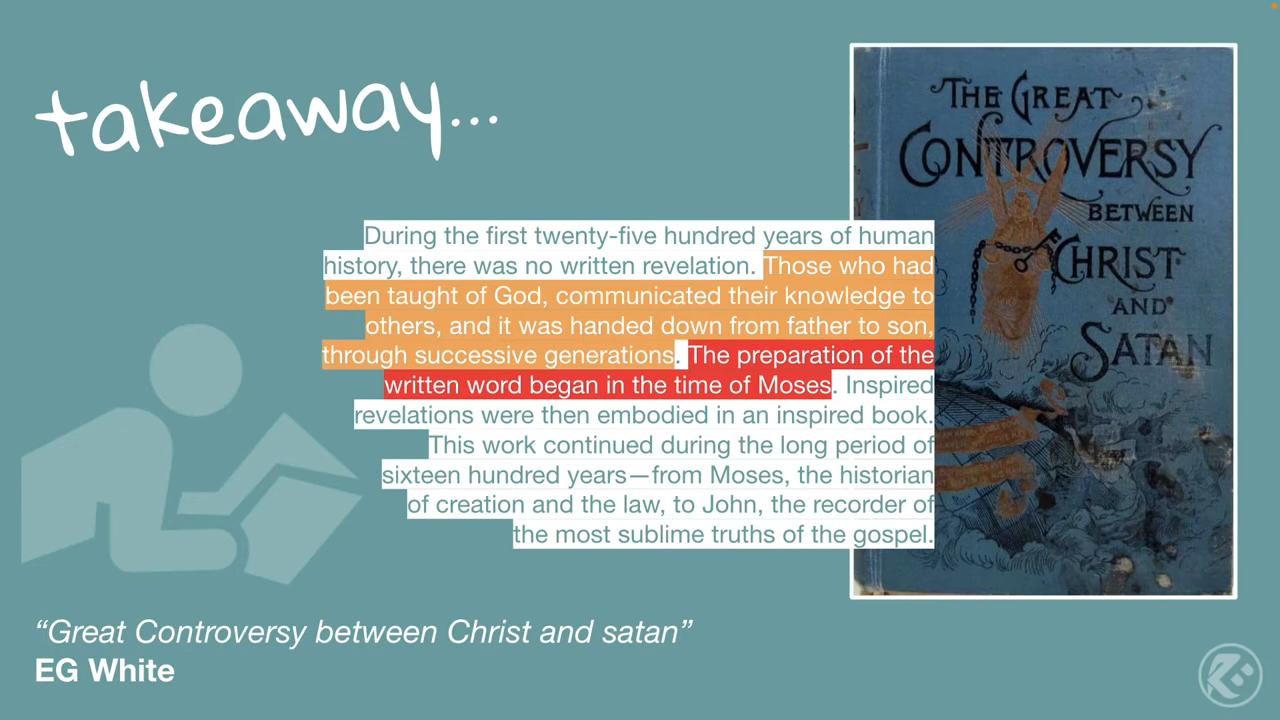 takeaway...
THE GREAT
CONTROVERSY
BETWEEN
CHRIST
AND
SATAN
During the first twenty-five hundred years of human
history, there was no written revelation. Those who had
been taught of God, communicated their knowledge to
others, and it was handed down from father to son,
through successive generations. The preparation of the
written word began in the time of Moses. Inspired
revelations were then embodied in an inspired book.
This work continued during the long period of
sixteen hundred years—from Moses, the historian
of creation and the law, to John, the recorder of
the most sublime truths of the gospel.
“Great Controversy between Christ and satan”
EG White